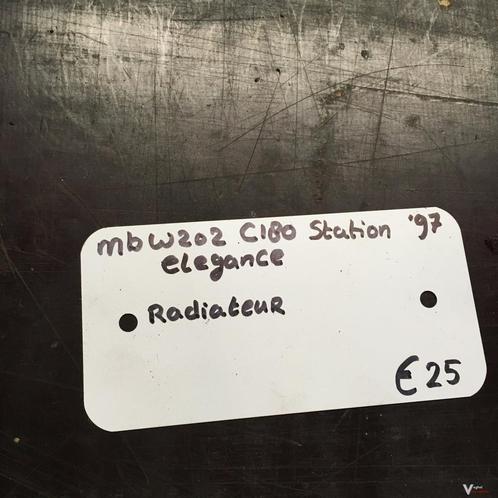 mb W202 C180 Station '97
eLegance
RadiateuR
€ 25